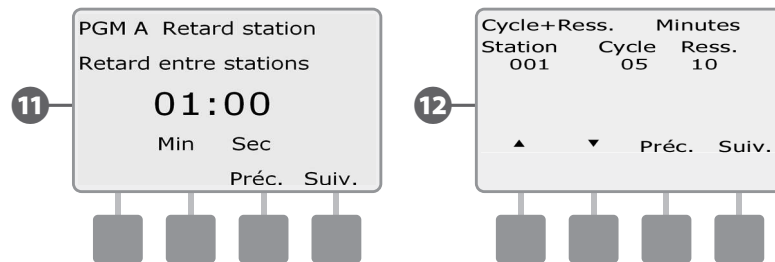 11
PGM A Retard station
Retard entre stations
01:00
Min Sec
Préc. Suiv.
12
Cycle+Ress. Minutes
Station Cycle Ress.
001 05 10
▲ ▼ Préc. Suiv.